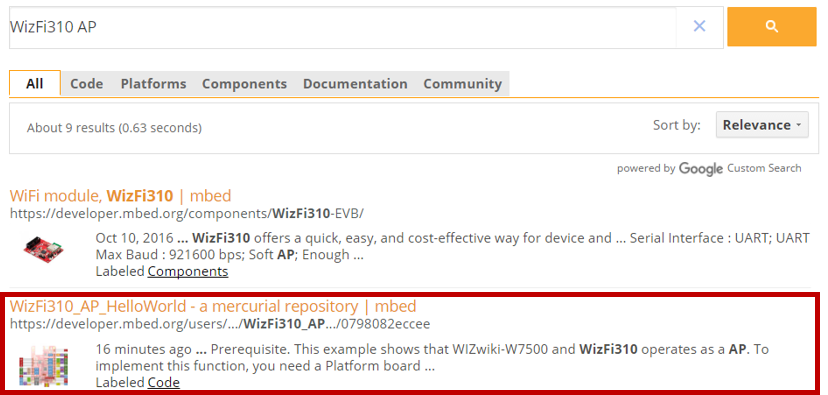 WizFi310 AP
All Code Platforms Components Documentation Community
About 9 results (0.63 seconds)
Sort by: Relevance
powered by Google Custom Search
WiFi module, WizFi310 | mbed
https://developer.mbed.org/components/WizFi310-EVB/
Oct 10, 2016 ... WizFi310 offers a quick, easy, and cost-effective way for device and ... Serial Interface : UART; UART
Max Baud : 921600 bps; Soft AP; Enough ...
Labeled Components
WizFi310_AP_HelloWorld - a mercurial repository | mbed
https://developer.mbed.org/users/.../WizFi310_AP.../0798082eccee
16 minutes ago ... Prerequisite. This example shows that WIZwiki-W7500 and WizFi310 operates as a AP. To
implement this function, you need a Platform board ...
Labeled Code